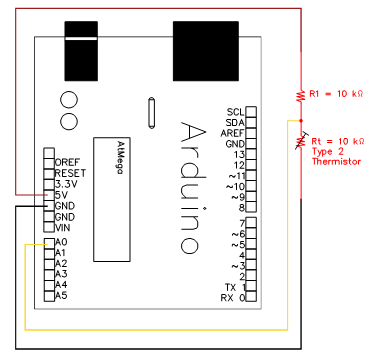 R1 = 10 kΩ
Rt = 10 kΩ
Type 2
Thermistor
SCL
SDA
AREF
GND
13
12
~11
~10
~9
8
7
~6
~5
4
~3
2
TX 1
RX 0
Arduino
AtMega
OREF
RESET
3.3V
5V
GND
GND
VIN
A0
A1
A2
A3
A4
A5